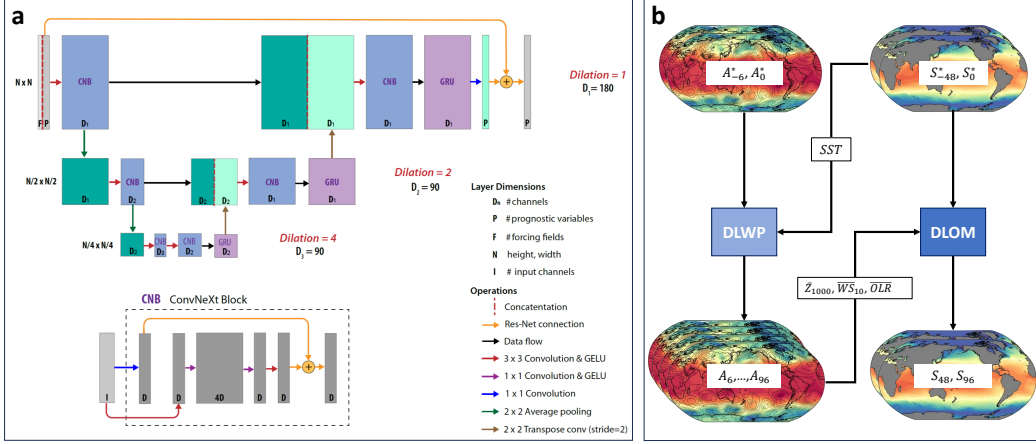 a
N x N
CNB
F P
D₁
D₁
D₁
CNB
D₁
GRU
D₁
P
+
P
Dilation = 1
D₁= 180
N/2 x N/2
D₁
CNB
D₂
D₂
D₂
CNB
D₁
GRU
D₁
Dilation = 2
D₂ = 90
N/4 x N/4
D₂
CNB
D₃
CNB
D₂
GRU
D₂
Dilation = 4
D₃ = 90
Layer Dimensions
Dₙ # channels
P # prognostic variables
F # forcing fields
N height, width
I # input channels
Operations
Concatentation
Res-Net connection
Data flow
3 x 3 Convolution & GELU
1 x 1 Convolution & GELU
1 x 1 Convolution
2 x 2 Average pooling
2 x 2 Transpose conv (stride=2)
CNB ConvNeXt Block
+
I
D
D
4D
D
D
D
b
A*₋₆, A*₀
S*₋₄₈, S*₀
SST
DLWP
DLOM
Z̄₁₀₀₀, W̅S̅₁₀, O̅L̅R̅
A₆,...,A₉₆
S₄₈, S₉₆